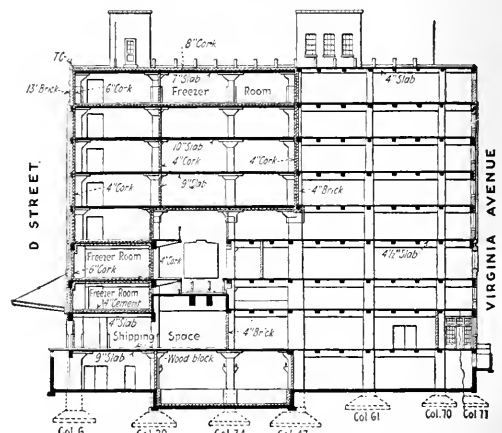 8" Cork
TG
13" Brick
6" Cork
7" Slab
4" Slab
Freezer Room
10" Slab
4" Cork
4" Cork
4" Cork
9" Slab
4" Brick
D STREET.
VIRGINIA AVENUE
Freezer Room
6" Cork
4" Cork
4½" Slab
Freezer Room
4" Cement
4" Slab
Shipping Space
4" Brick
9" Slab
Wood block
Col 6
Col 61
Col. 70
Col 71